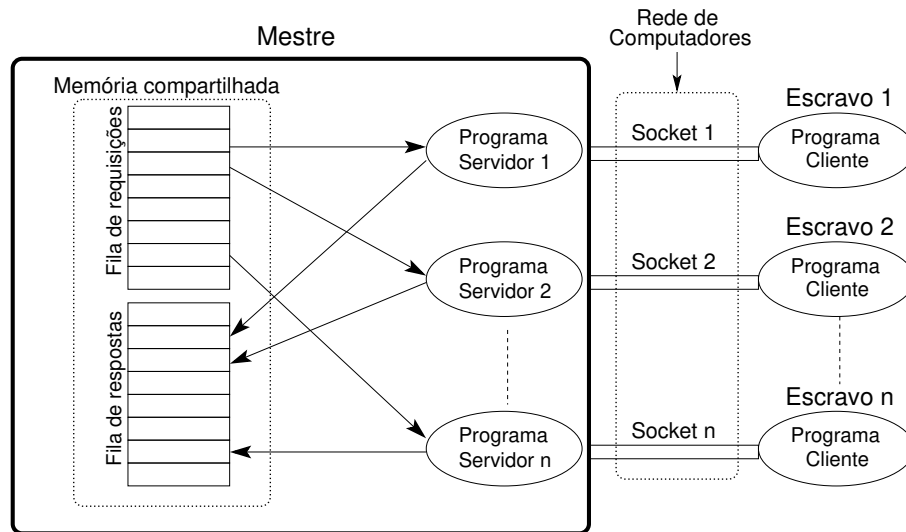 Mestre
Rede de
Computadores
Memória compartilhada
Fila de requisições
Fila de respostas
Programa
Servidor 1
Socket 1
Escravo 1
Programa
Cliente
Programa
Servidor 2
Socket 2
Escravo 2
Programa
Cliente
Programa
Servidor n
Socket n
Escravo n
Programa
Cliente